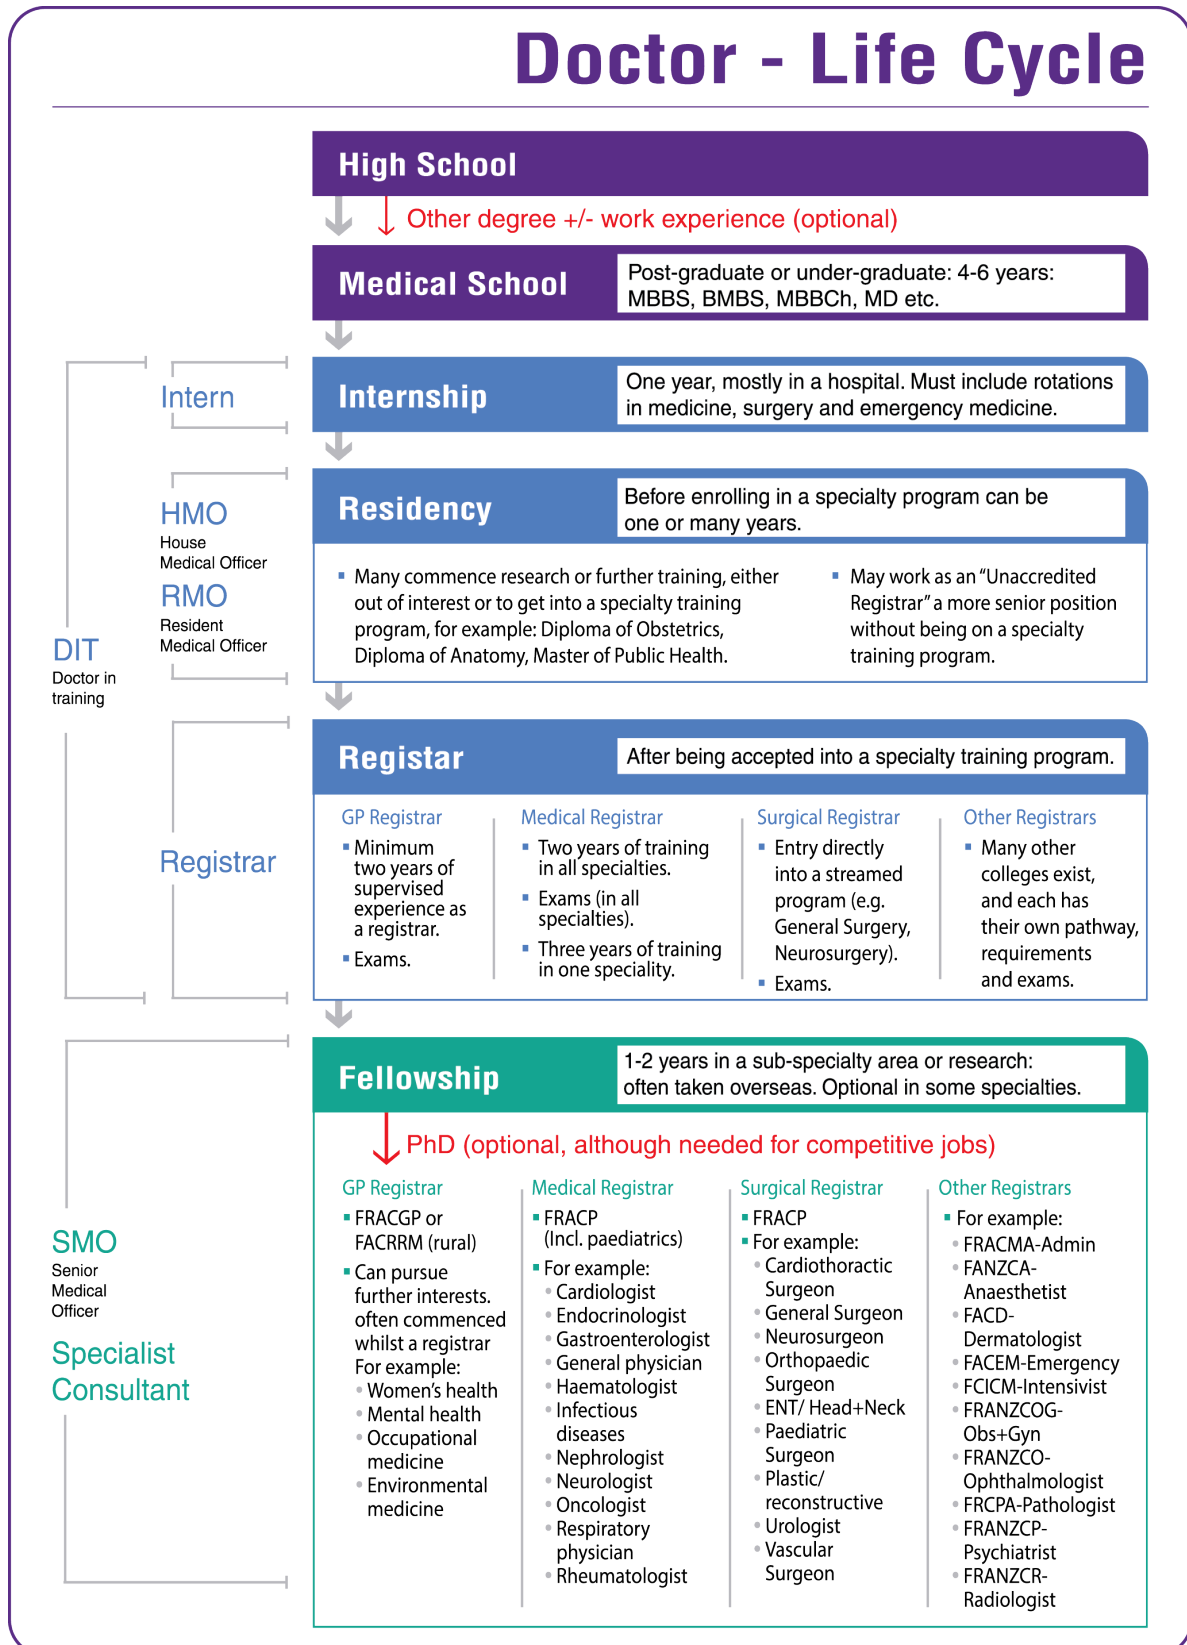 Doctor - Life Cycle
High School
Other degree +/- work experience (optional)
Medical School
Post-graduate or under-graduate: 4-6 years:
MBBS, BMBS, MBBCh, MD etc.
Intern
Internship
One year, mostly in a hospital. Must include rotations
in medicine, surgery and emergency medicine.
HMO
House
Medical Officer
RMO
Resident
Medical Officer
Residency
Before enrolling in a specialty program can be
one or many years.
▪ Many commence research or further training, either
out of interest or to get into a specialty training
program, for example: Diploma of Obstetrics,
Diploma of Anatomy, Master of Public Health.
▪ May work as an “Unaccredited
Registrar” a more senior position
without being on a specialty
training program.
DIT
Doctor in
training
Registrar
Registar
After being accepted into a specialty training program.
GP Registrar
▪ Minimum
two years of
supervised
experience as
a registrar.
▪ Exams.
Medical Registrar
▪ Two years of training
in all specialties.
▪ Exams (in all
specialties).
▪ Three years of training
in one speciality.
Surgical Registrar
▪ Entry directly
into a streamed
program (e.g.
General Surgery,
Neurosurgery).
▪ Exams.
Other Registrars
▪ Many other
colleges exist,
and each has
their own pathway,
requirements
and exams.
SMO
Senior
Medical
Officer
Specialist
Consultant
Fellowship
1-2 years in a sub-specialty area or research:
often taken overseas. Optional in some specialties.
PhD (optional, although needed for competitive jobs)
GP Registrar
▪ FRACGP or
FACRRM (rural)
▪ Can pursue
further interests.
often commenced
whilst a registrar
For example:
• Women’s health
• Mental health
• Occupational
medicine
• Environmental
medicine
Medical Registrar
▪ FRACP
(Incl. paediatrics)
▪ For example:
• Cardiologist
• Endocrinologist
• Gastroenterologist
• General physician
• Haematologist
• Infectious
diseases
• Nephrologist
• Neurologist
• Oncologist
• Respiratory
physician
• Rheumatologist
Surgical Registrar
▪ FRACP
▪ For example:
• Cardiothoractic
Surgeon
• General Surgeon
• Neurosurgeon
• Orthopaedic
Surgeon
• ENT/ Head+Neck
• Paediatric
Surgeon
• Plastic/
reconstructive
• Urologist
• Vascular
Surgeon
Other Registrars
▪ For example:
• FRACMA-Admin
• FANZCA-
Anaesthetist
• FACD-
Dermatologist
• FACEM-Emergency
• FCICM-Intensivist
• FRANZCOG-
Obs+Gyn
• FRANZCO-
Ophthalmologist
• FRCPA-Pathologist
• FRANZCP-
Psychiatrist
• FRANZCR-
Radiologist